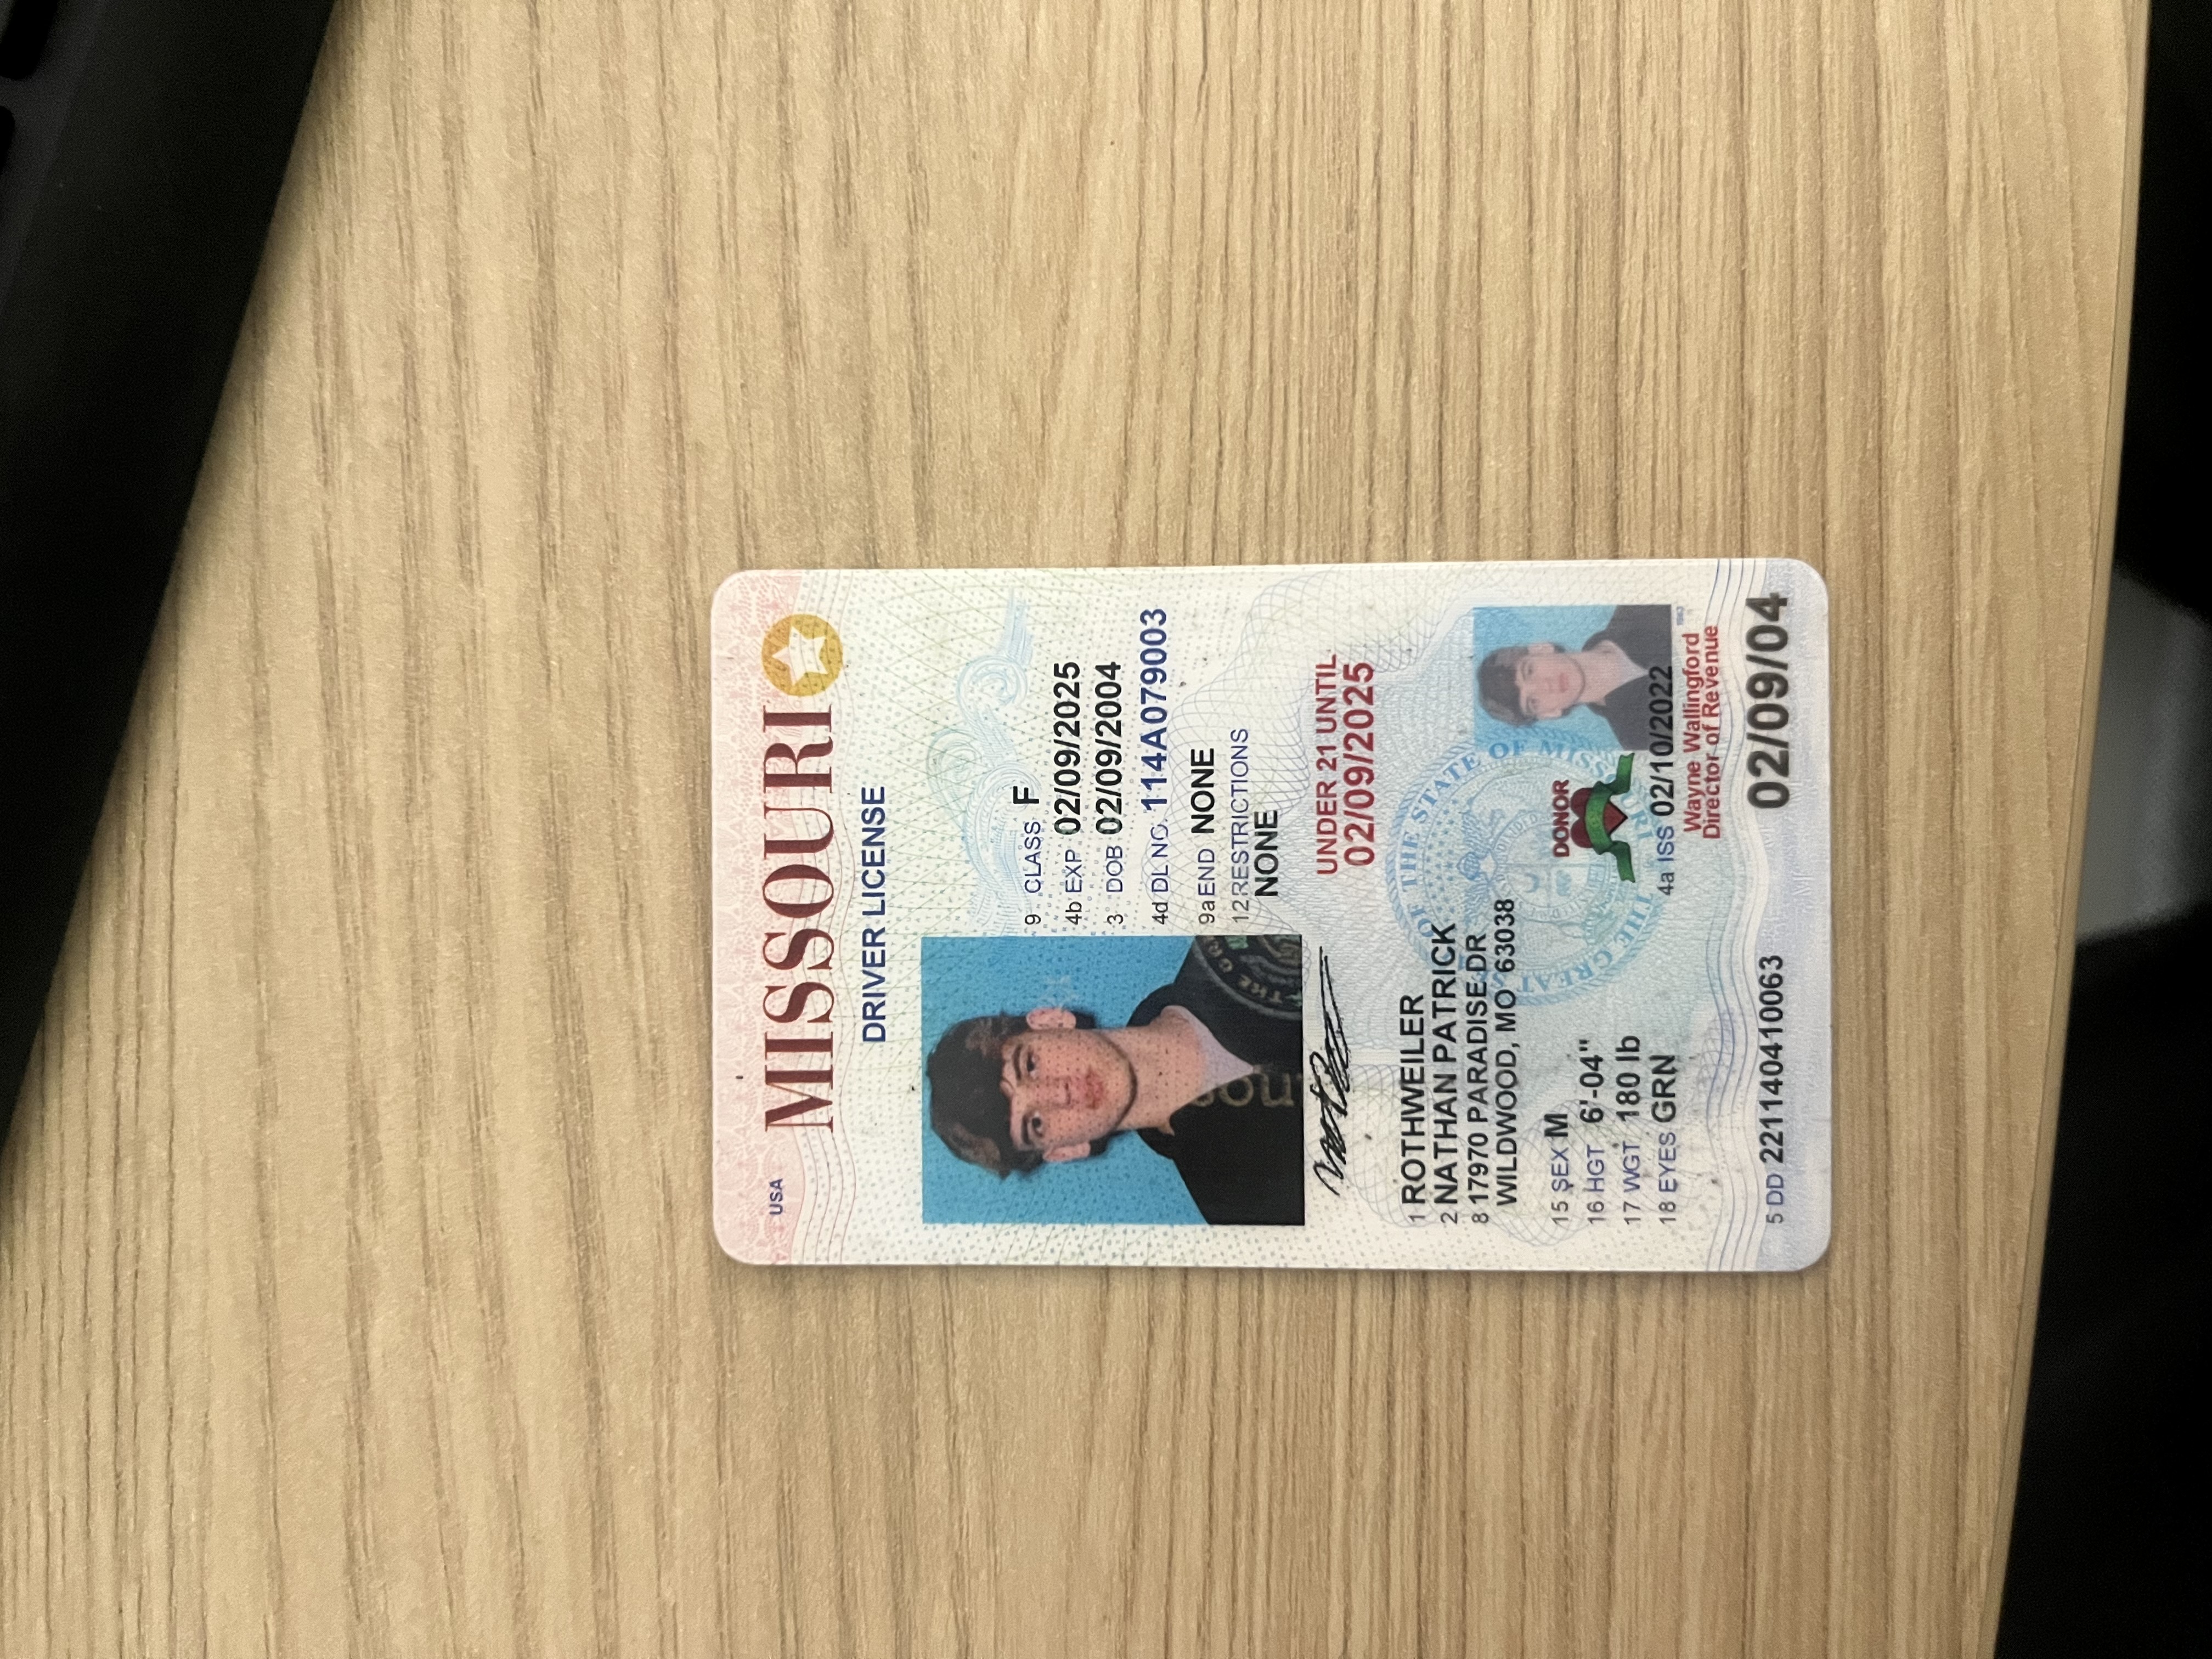 USA MISSOURI
DRIVER LICENSE
9 CLASS F
4b EXP 02/09/2025
3 DOB 02/09/2004
4d DL NO. 114A079003
9a END NONE
12 RESTRICTIONS
NONE
UNDER 21 UNTIL
02/09/2025
1 ROTHWEILER
2 NATHAN PATRICK
8 17970 PARADISE DR
WILDWOOD, MO 63038
15 SEX M
16 HGT 6'-04"
17 WGT 180 lb
18 EYES GRN
THE GREAT SEAL OF THE STATE OF MISSOURI
DONOR
4a ISS 02/10/2022
Wayne Wallingford
Director of Revenue
5 DD 221140410063
02/09/04